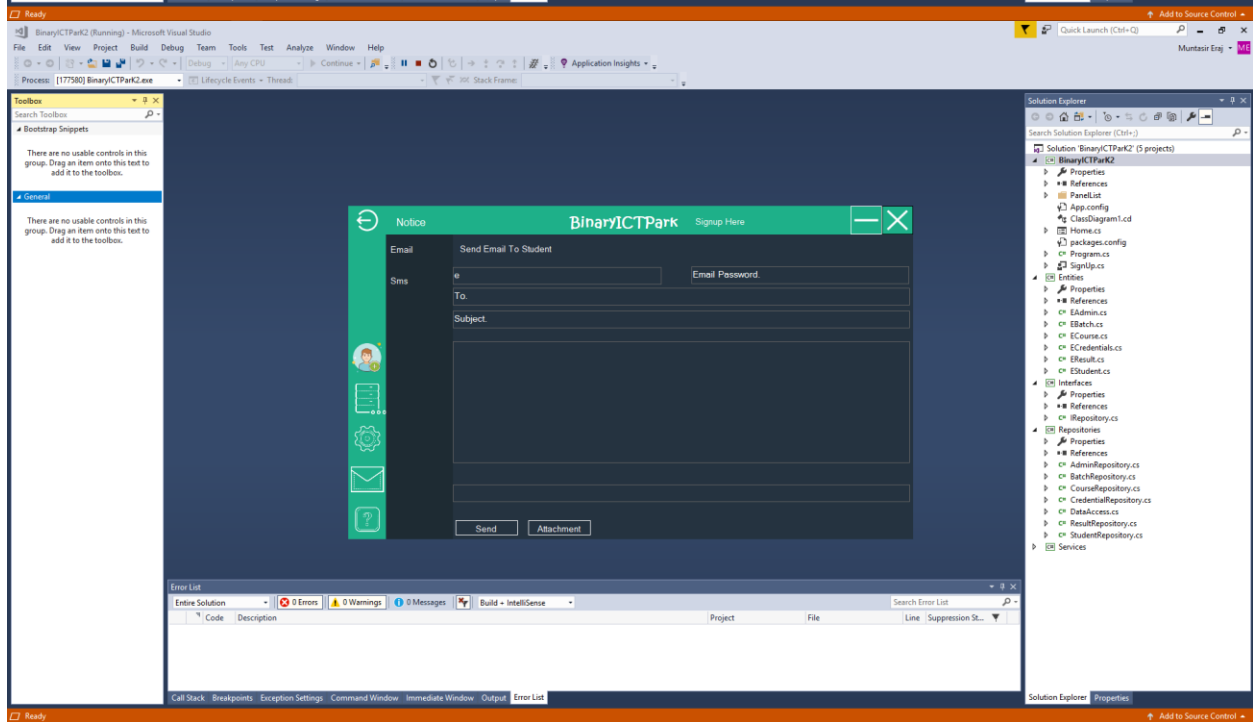 Ready
Add to Source Control
BinaryICTParK2 (Running) - Microsoft Visual Studio
Quick Launch (Ctrl+Q)
File Edit View Project Build Debug Team Tools Test Analyze Window Help
Muntasir Eraj ME
Debug Any CPU Continue Application Insights
Process: [177580] BinaryICTParK2.exe Lifecycle Events Thread: Stack Frame:
Toolbox
Search Toolbox
Bootstrap Snippets
There are no usable controls in this
group. Drag an item onto this text to
add it to the toolbox.
General
There are no usable controls in this
group. Drag an item onto this text to
add it to the toolbox.
Notice BinaryICTPark Signup Here
Email Send Email To Student
Sms
e Email Password.
To.
Subject.
Send Attachment
Error List
Entire Solution 0 Errors 0 Warnings 0 Messages Build + IntelliSense Search Error List
Code Description Project File Line Suppression St...
Call Stack Breakpoints Exception Settings Command Window Immediate Window Output Error List
Solution Explorer
Search Solution Explorer (Ctrl+;)
Solution 'BinaryICTParK2' (5 projects)
BinaryICTParK2
Properties
References
PanelList
App.config
ClassDiagram1.cd
Home.cs
packages.config
Program.cs
SignUp.cs
Entities
Properties
References
EAdmin.cs
EBatch.cs
ECourse.cs
ECredentials.cs
EResult.cs
EStudent.cs
Interfaces
Properties
References
IRepository.cs
Repositories
Properties
References
AdminRepository.cs
BatchRepository.cs
CourseRepository.cs
CredentialRepository.cs
DataAccess.cs
ResultRepository.cs
StudentRepository.cs
Services
Solution Explorer Properties
Ready
Add to Source Control